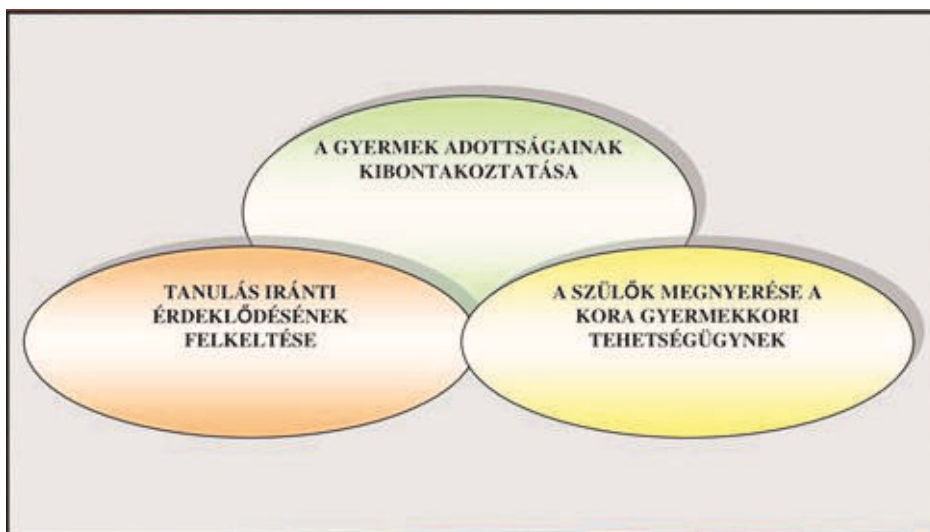 A GYERMEK ADOTTSÁGAINAK
KIBONTAKOZTATÁSA
TANULÁS IRÁNTI
ÉRDEKLŐDÉSÉNEK
FELKELTÉSE
A SZÜLŐK MEGNYERÉSE A
KORA GYERMEKKORI
TEHETSÉGÜGYNEK